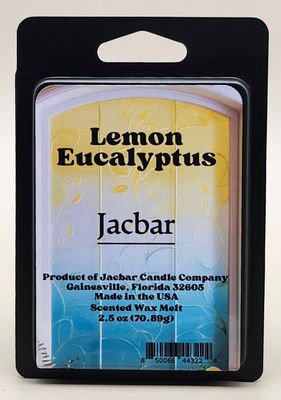 Lemon
Eucalyptus
Jacbar
Product of Jacbar Candle Company
Gainesville, Florida 32605
Made in the USA
Scented Wax Melt
2.5 oz (70.89g)
8 50066 44322 4